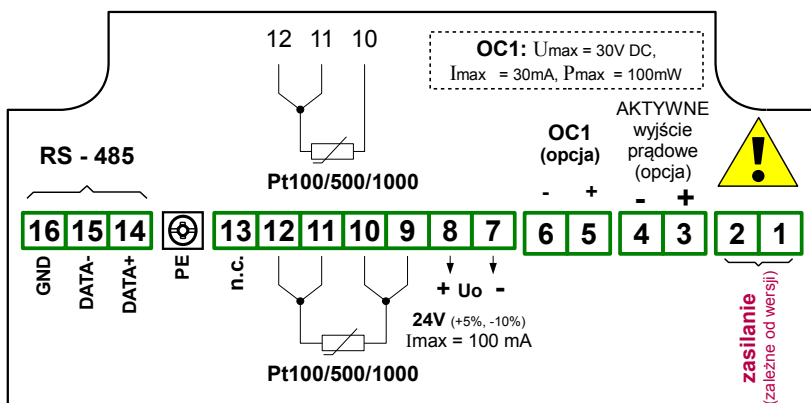 12 11 10
OC1: Umax = 30V DC,
Imax = 30mA, Pmax = 100mW
Pt100/500/1000
RS - 485
OC1
(opcja)
- +
AKTYWNE
wyjście
prądowe
(opcja)
- +
!
16 15 14
13 12 11 10 9 8 7
6 5
4 3
2 1
GND
DATA-
DATA+
PE
n.c.
+ Uo -
24V (+5%, -10%)
Imax = 100 mA
Pt100/500/1000
zasilanie
(zależne od wersji)